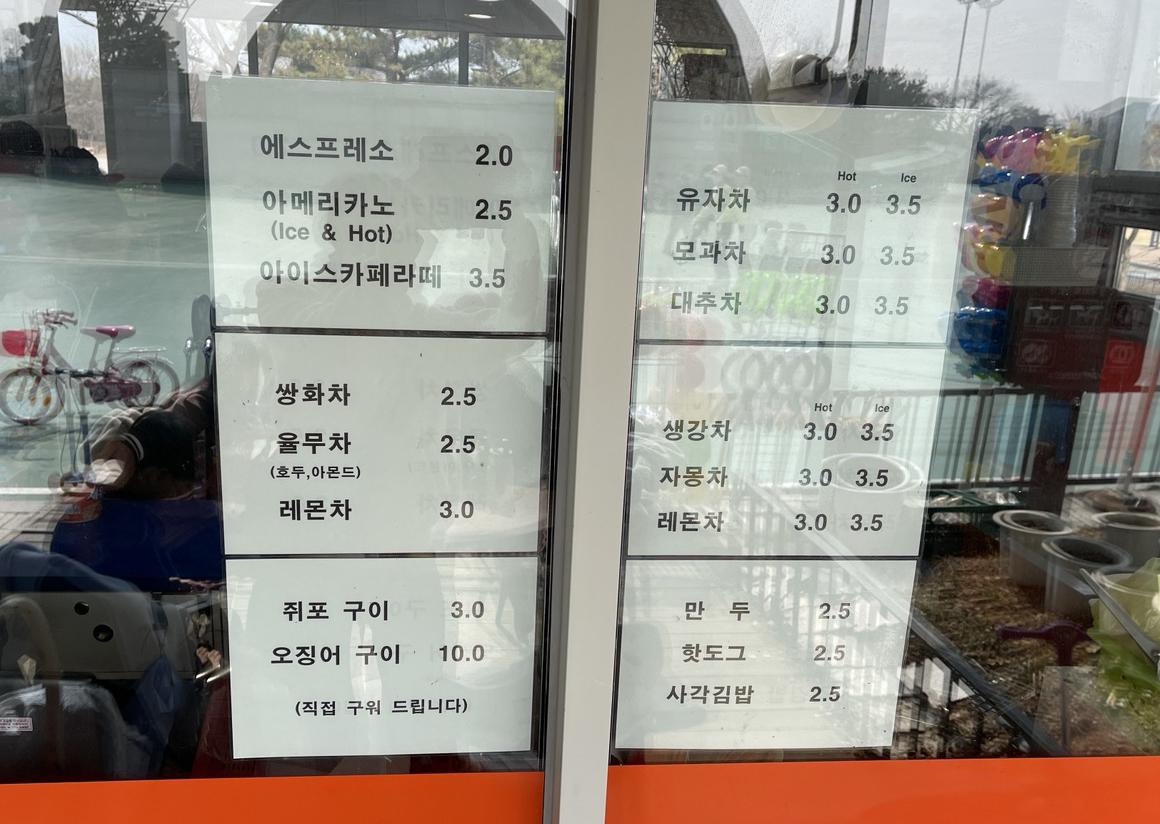 에스프레소 2.0
아메리카노 2.5
(Ice & Hot)
아이스카페라떼 3.5
쌍화차 2.5
율무차 2.5
(호두,아몬드)
레몬차 3.0
쥐포 구이 3.0
오징어 구이 10.0
(직접 구워 드립니다)
Hot Ice
유자차 3.0 3.5
모과차 3.0 3.5
대추차 3.0 3.5
Hot Ice
생강차 3.0 3.5
자몽차 3.0 3.5
레몬차 3.0 3.5
만 두 2.5
핫도그 2.5
사각김밥 2.5